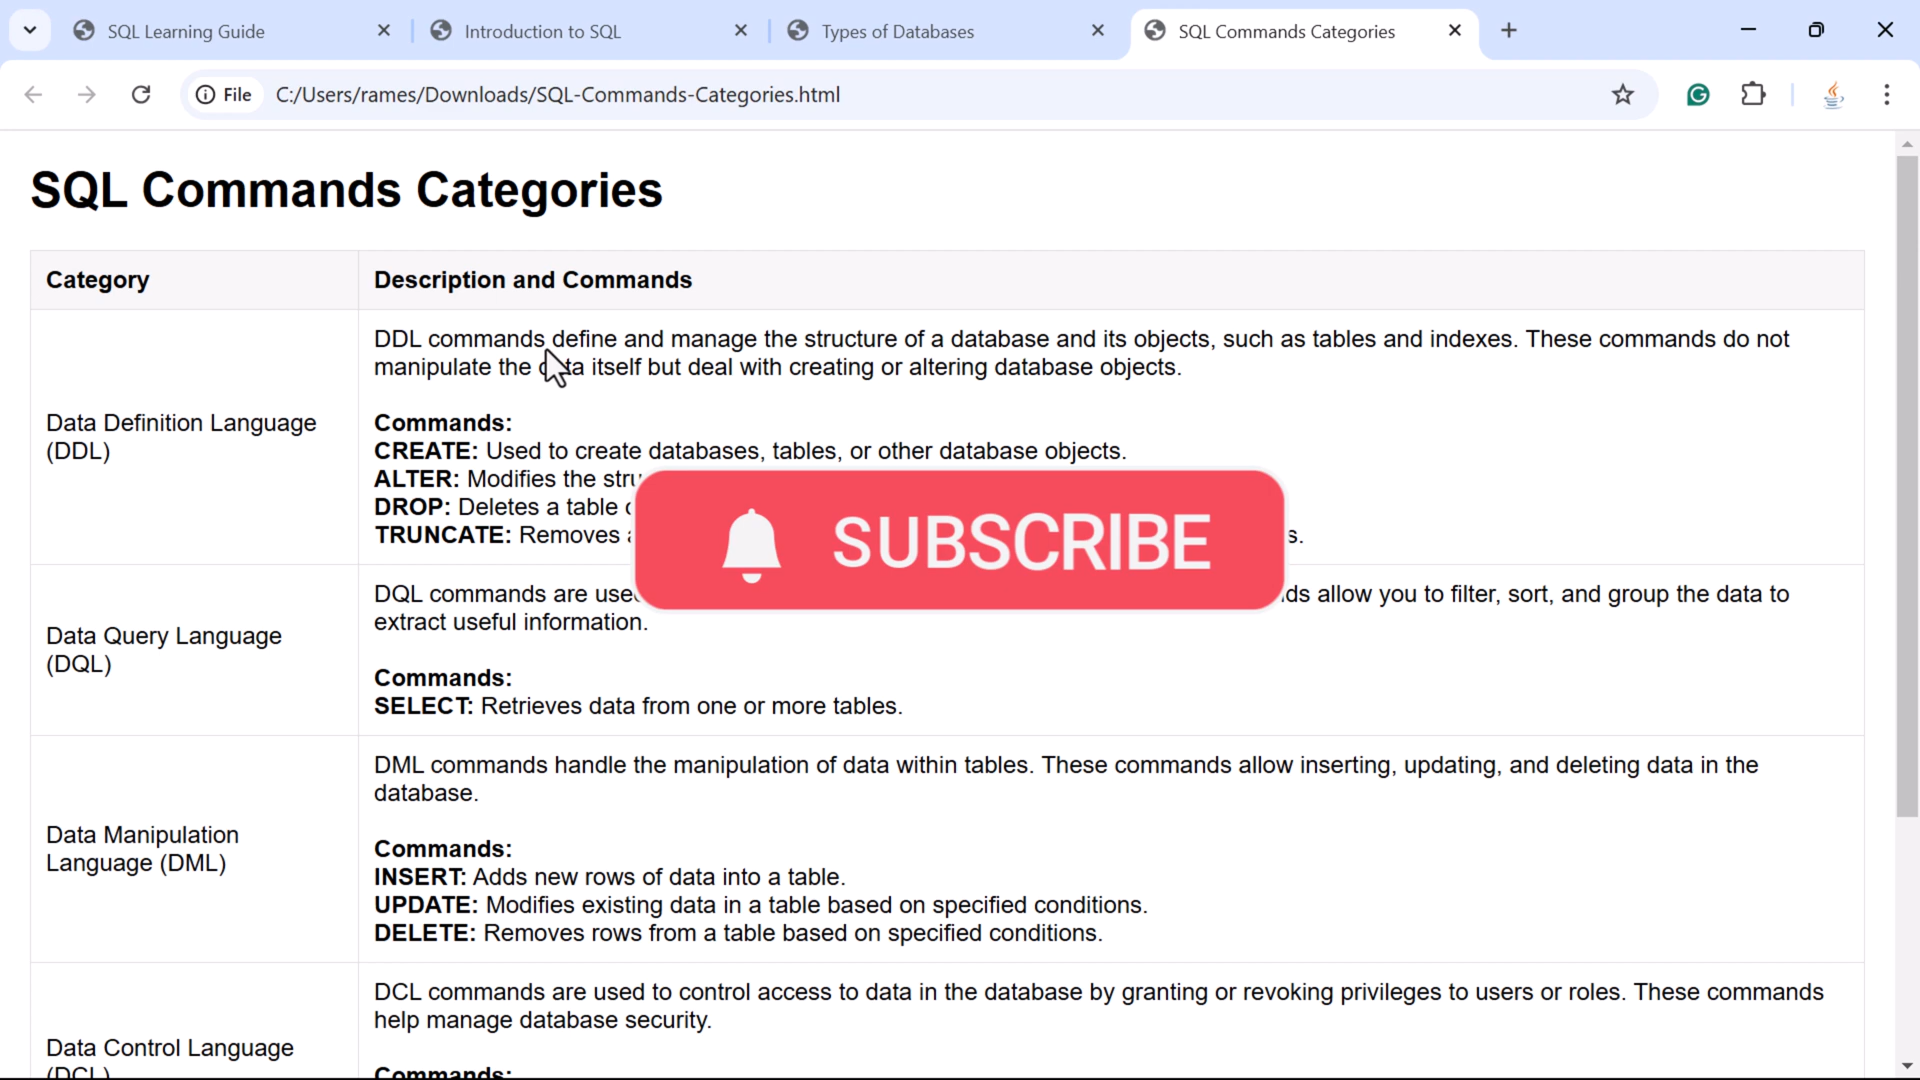 SQL Learning Guide
Introduction to SQL
Types of Databases
SQL Commands Categories
File
C:/Users/rames/Downloads/SQL-Commands-Categories.html
SQL Commands Categories
Category
Description and Commands
Data Definition Language
(DDL)
DDL commands define and manage the structure of a database and its objects, such as tables and indexes. These commands do not
manipulate the data itself but deal with creating or altering database objects.
Commands:
CREATE: Used to create databases, tables, or other database objects.
ALTER: Modifies the
DROP: Deletes a table
TRUNCATE: Removes
SUBSCRIBE
Data Query Language
(DQL)
DQL commands are allow you to filter, sort, and group the data to
extract useful information.
Commands:
SELECT: Retrieves data from one or more tables.
Data Manipulation
Language (DML)
DML commands handle the manipulation of data within tables. These commands allow inserting, updating, and deleting data in the
database.
Commands:
INSERT: Adds new rows of data into a table.
UPDATE: Modifies existing data in a table based on specified conditions.
DELETE: Removes rows from a table based on specified conditions.
Data Control Language
(DCL)
DCL commands are used to control access to data in the database by granting or revoking privileges to users or roles. These commands
help manage database security.
Commands: